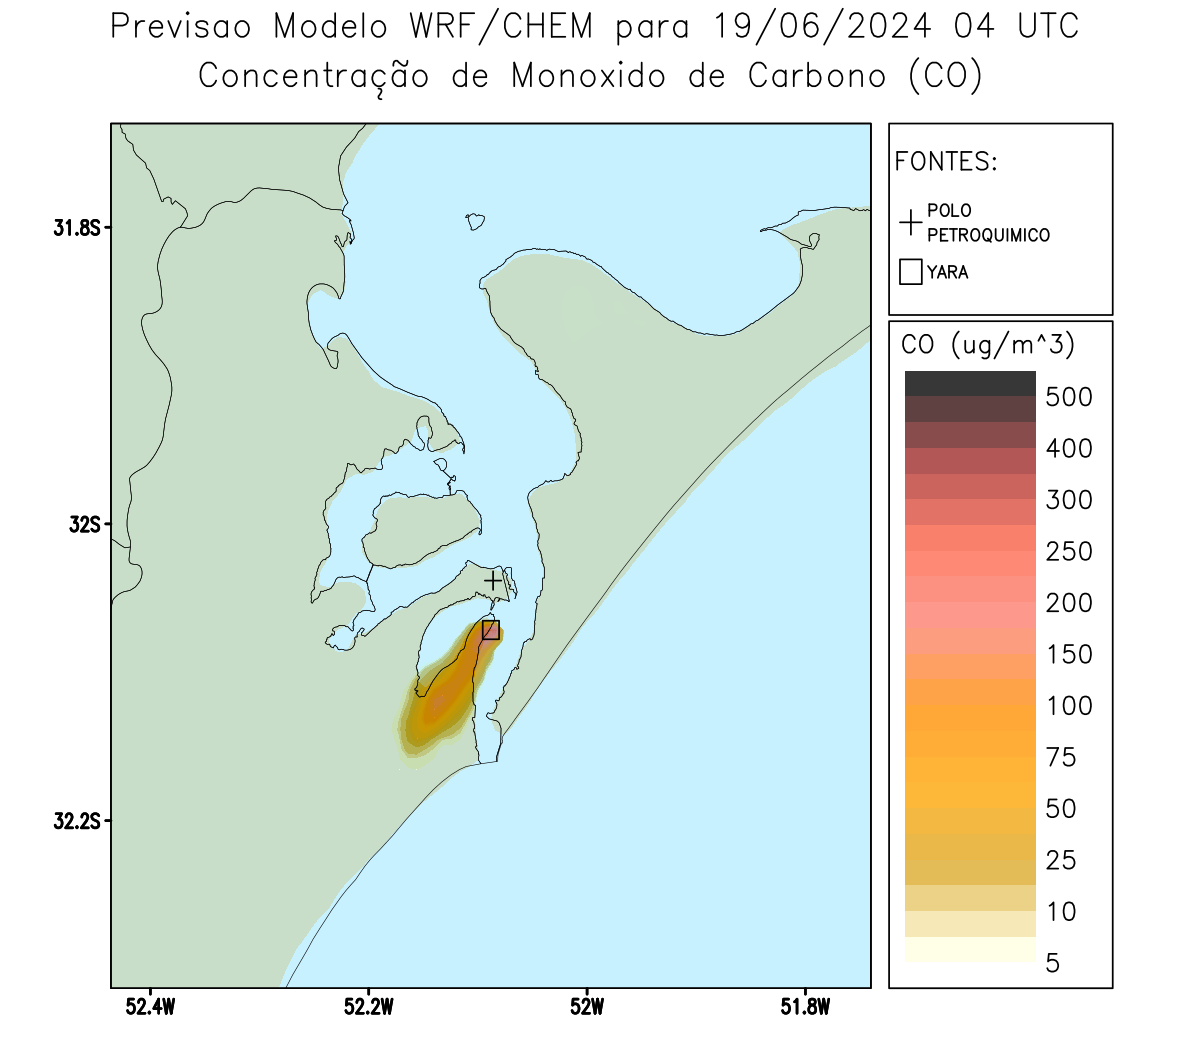 Previsao Modelo WRF/CHEM para 19/06/2024 04 UTC
Concentração de Monoxido de Carbono (CO)
FONTES:
POLO
PETROQUIMICO
YARA
CO (ug/m^3)
500
400
300
250
200
150
100
75
50
25
10
5
31.8S
32S
32.2S
52.4W
52.2W
52W
51.8W